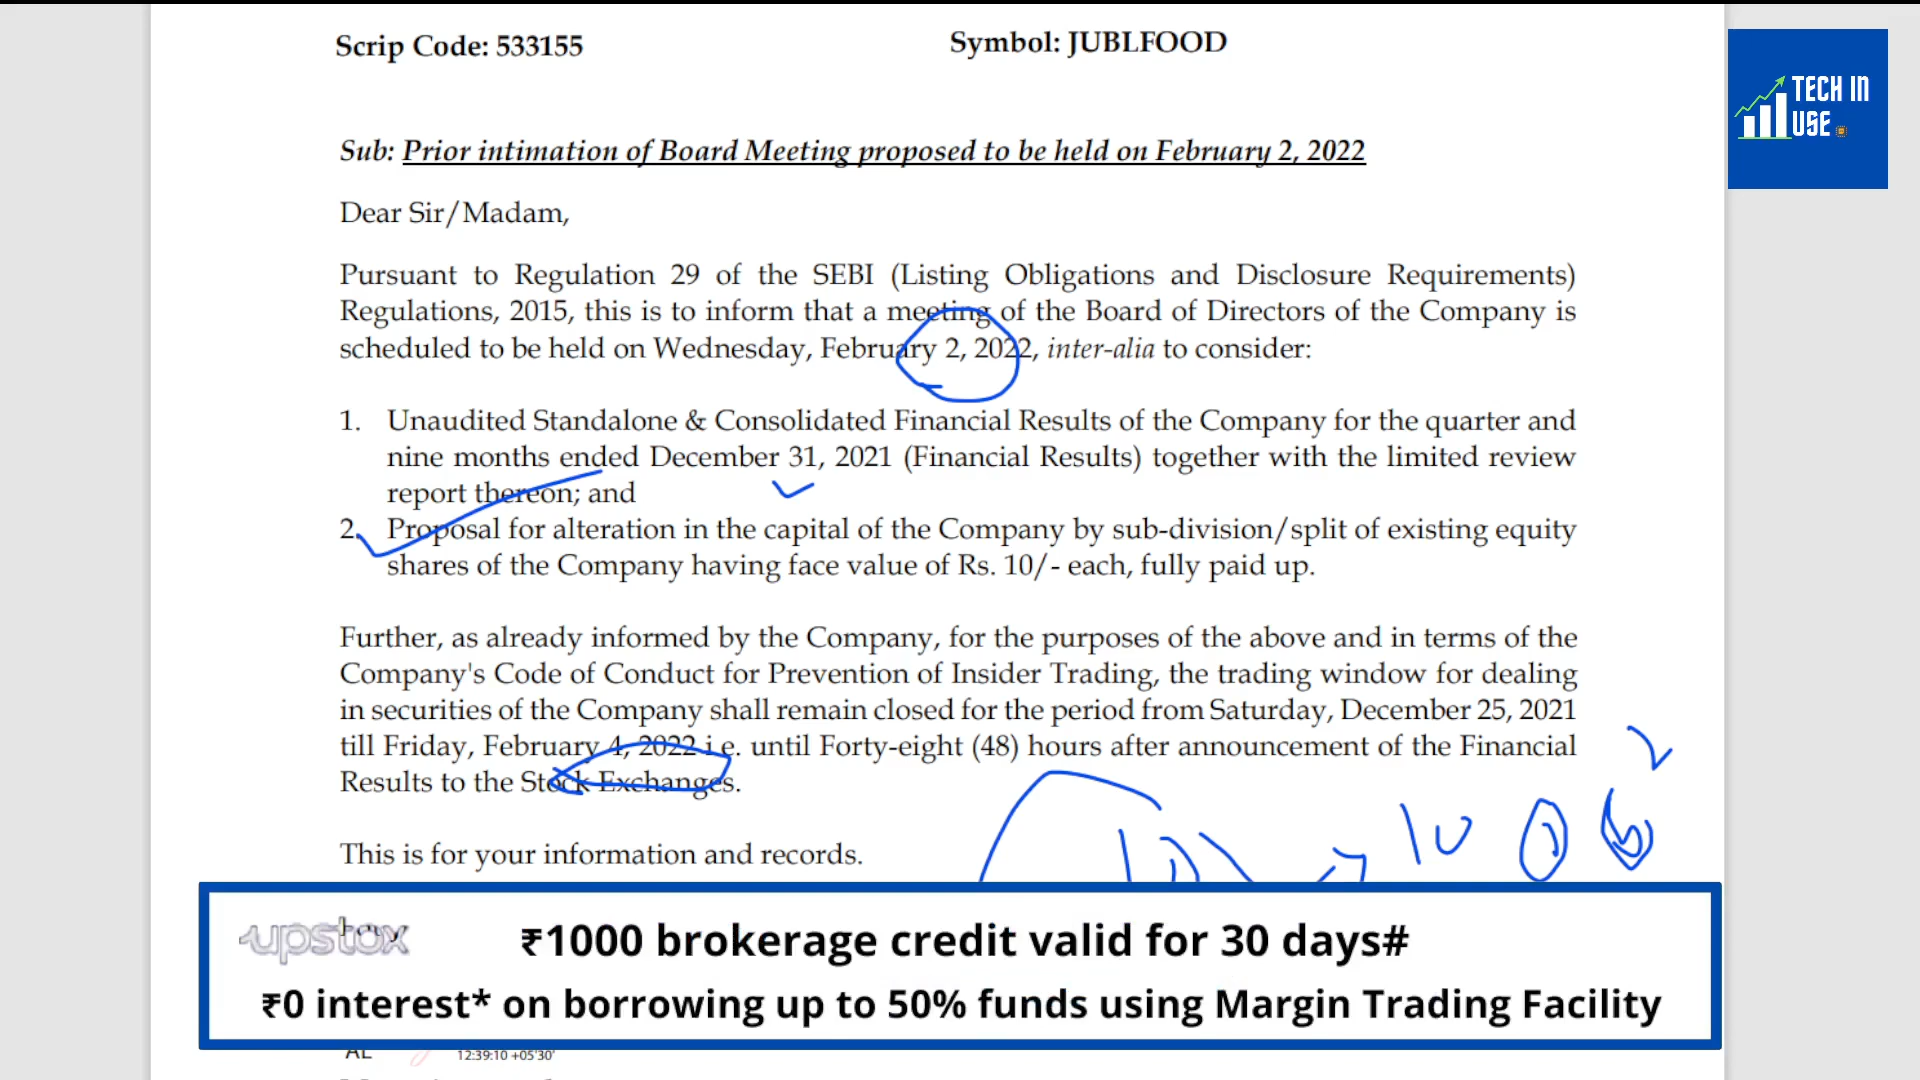 Scrip Code: 533155 Symbol: JUBLFOOD
TECH IN
USE
Sub: Prior intimation of Board Meeting proposed to be held on February 2, 2022
Dear Sir/Madam,
Pursuant to Regulation 29 of the SEBI (Listing Obligations and Disclosure Requirements)
Regulations, 2015, this is to inform that a meeting of the Board of Directors of the Company is
scheduled to be held on Wednesday, February 2, 2022, inter-alia to consider:
1. Unaudited Standalone & Consolidated Financial Results of the Company for the quarter and
nine months ended December 31, 2021 (Financial Results) together with the limited review
report thereon; and
2. Proposal for alteration in the capital of the Company by sub-division/split of existing equity
shares of the Company having face value of Rs. 10/- each, fully paid up.
Further, as already informed by the Company, for the purposes of the above and in terms of the
Company's Code of Conduct for Prevention of Insider Trading, the trading window for dealing
in securities of the Company shall remain closed for the period from Saturday, December 25, 2021
till Friday, February 4, 2022 i.e. until Forty-eight (48) hours after announcement of the Financial
Results to the Stock Exchanges.
This is for your information and records.
upstox ₹1000 brokerage credit valid for 30 days#
₹0 interest* on borrowing up to 50% funds using Margin Trading Facility
12:39:10 +05'30'